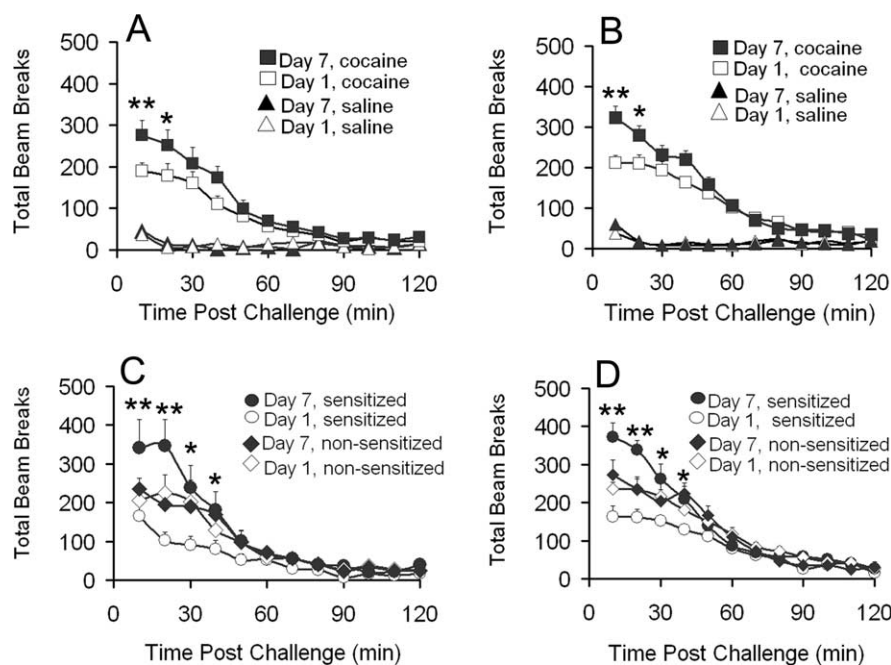 A
Total Beam Breaks
500
400
300
200
100
0
**
*
Day 7, cocaine
Day 1, cocaine
Day 7, saline
Day 1, saline
0
30
60
90
120
Time Post Challenge (min)
B
Total Beam Breaks
500
400
300
200
100
0
**
*
Day 7, cocaine
Day 1, cocaine
Day 7, saline
Day 1, saline
0
30
60
90
120
Time Post Challenge (min)
C
Total Beam Breaks
500
400
300
200
100
0
**
**
*
*
Day 7, sensitized
Day 1, sensitized
Day 7, non-sensitized
Day 1, non-sensitized
0
30
60
90
120
Time Post Challenge (min)
D
Total Beam Breaks
500
400
300
200
100
0
**
**
*
*
Day 7, sensitized
Day 1, sensitized
Day 7, non-sensitized
Day 1, non-sensitized
0
30
60
90
120
Time Post Challenge (min)